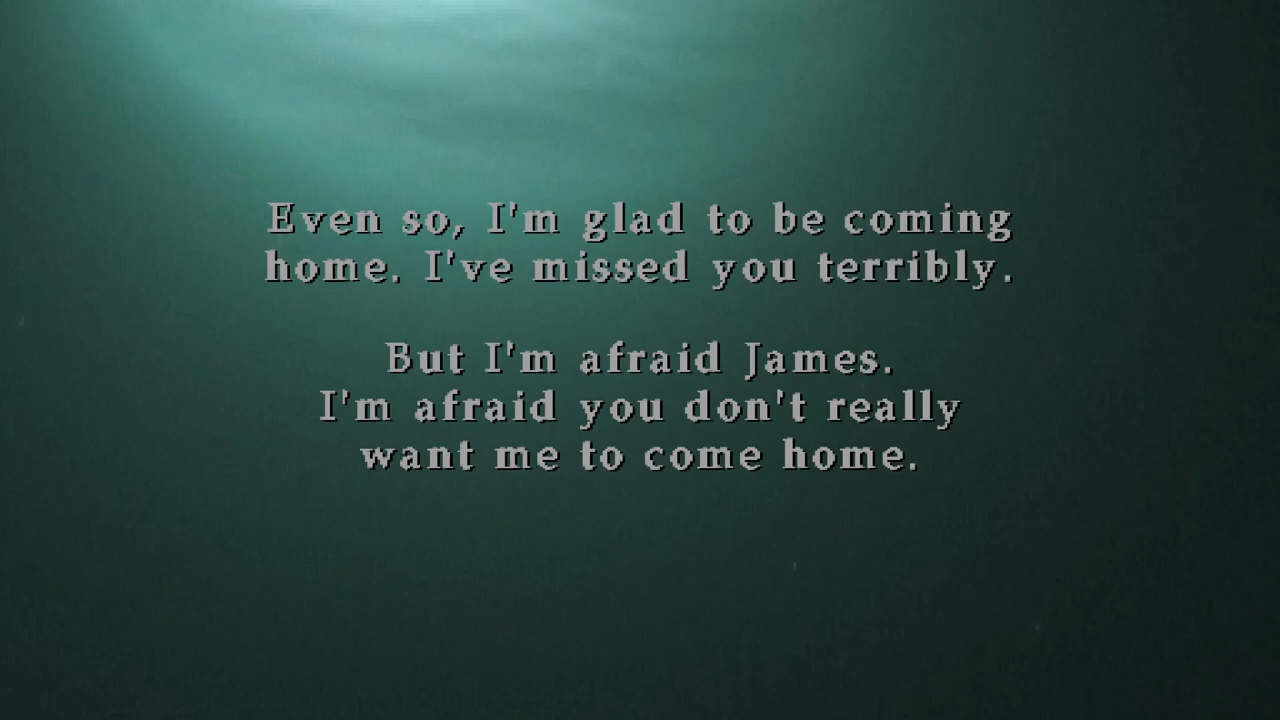 Even so, I'm glad to be coming
home. I've missed you terribly.
But I'm afraid James.
I'm afraid you don't really
want me to come home.